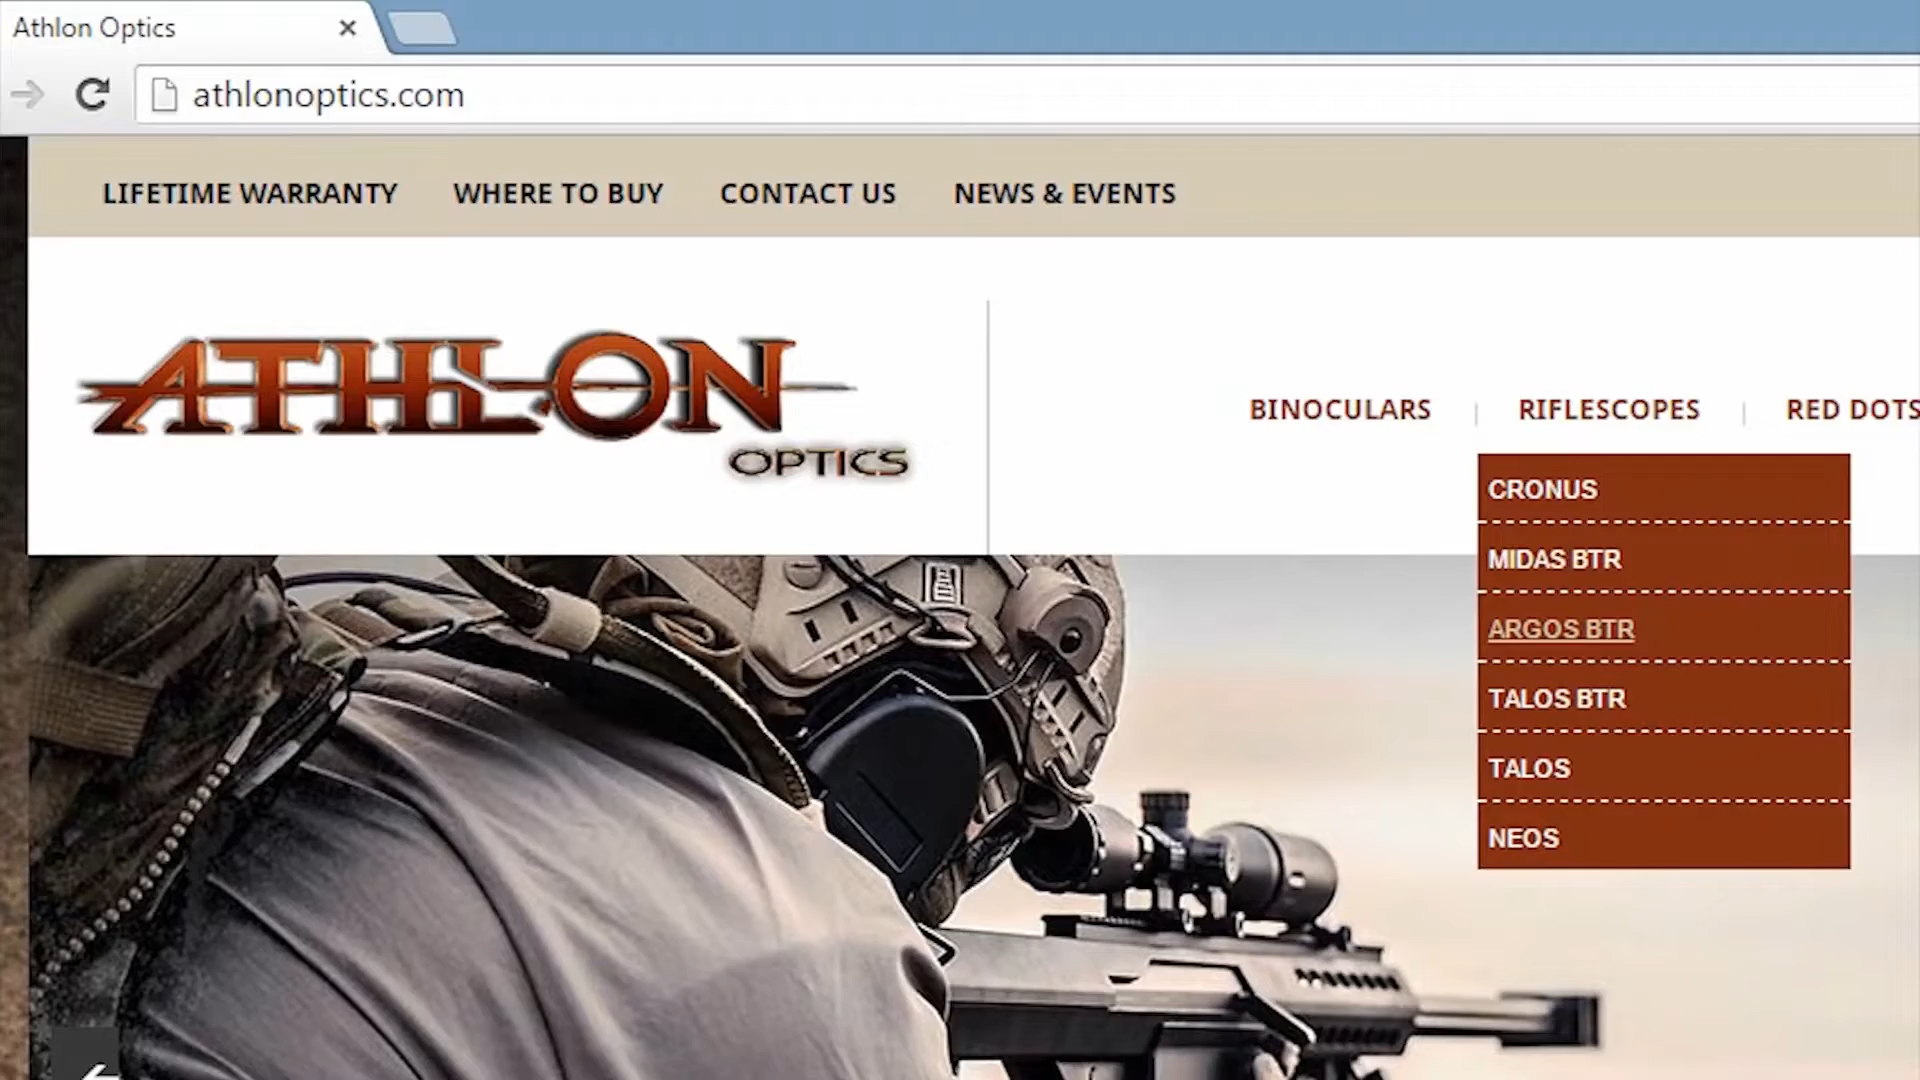 Athlon Optics
athlonoptics.com
LIFETIME WARRANTY WHERE TO BUY CONTACT US NEWS & EVENTS
ATHLON
OPTICS
BINOCULARS | RIFLESCOPES | RED DOTS
CRONUS
MIDAS BTR
ARGOS BTR
TALOS BTR
TALOS
NEOS